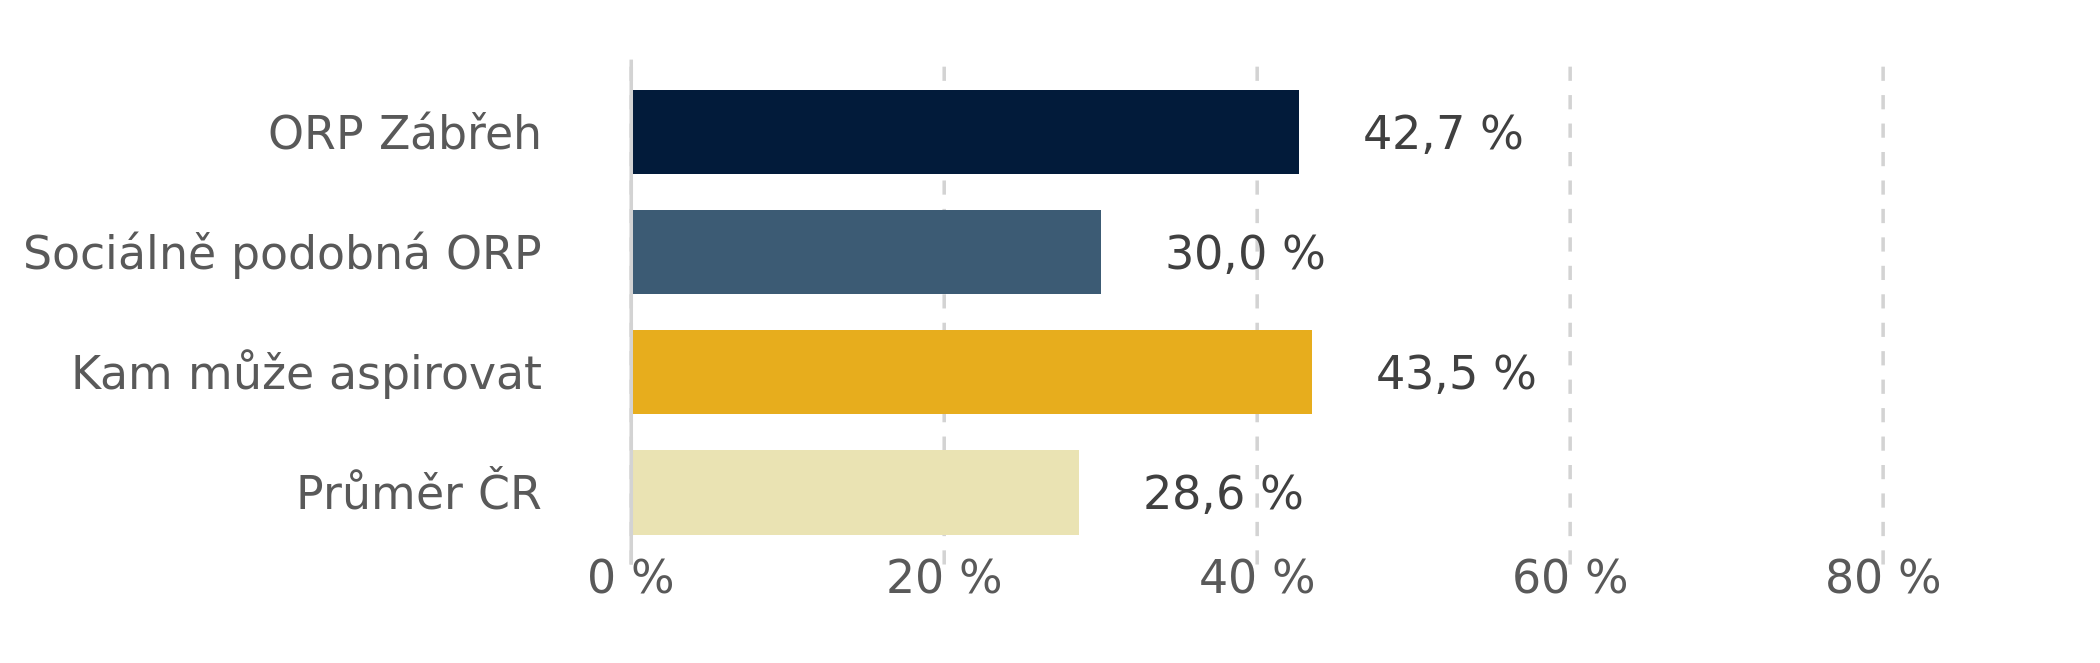 ORP Zábřeh 42,7 %
Sociálně podobná ORP 30,0 %
Kam může aspirovat 43,5 %
Průměr ČR 28,6 %
0 % 20 % 40 % 60 % 80 %